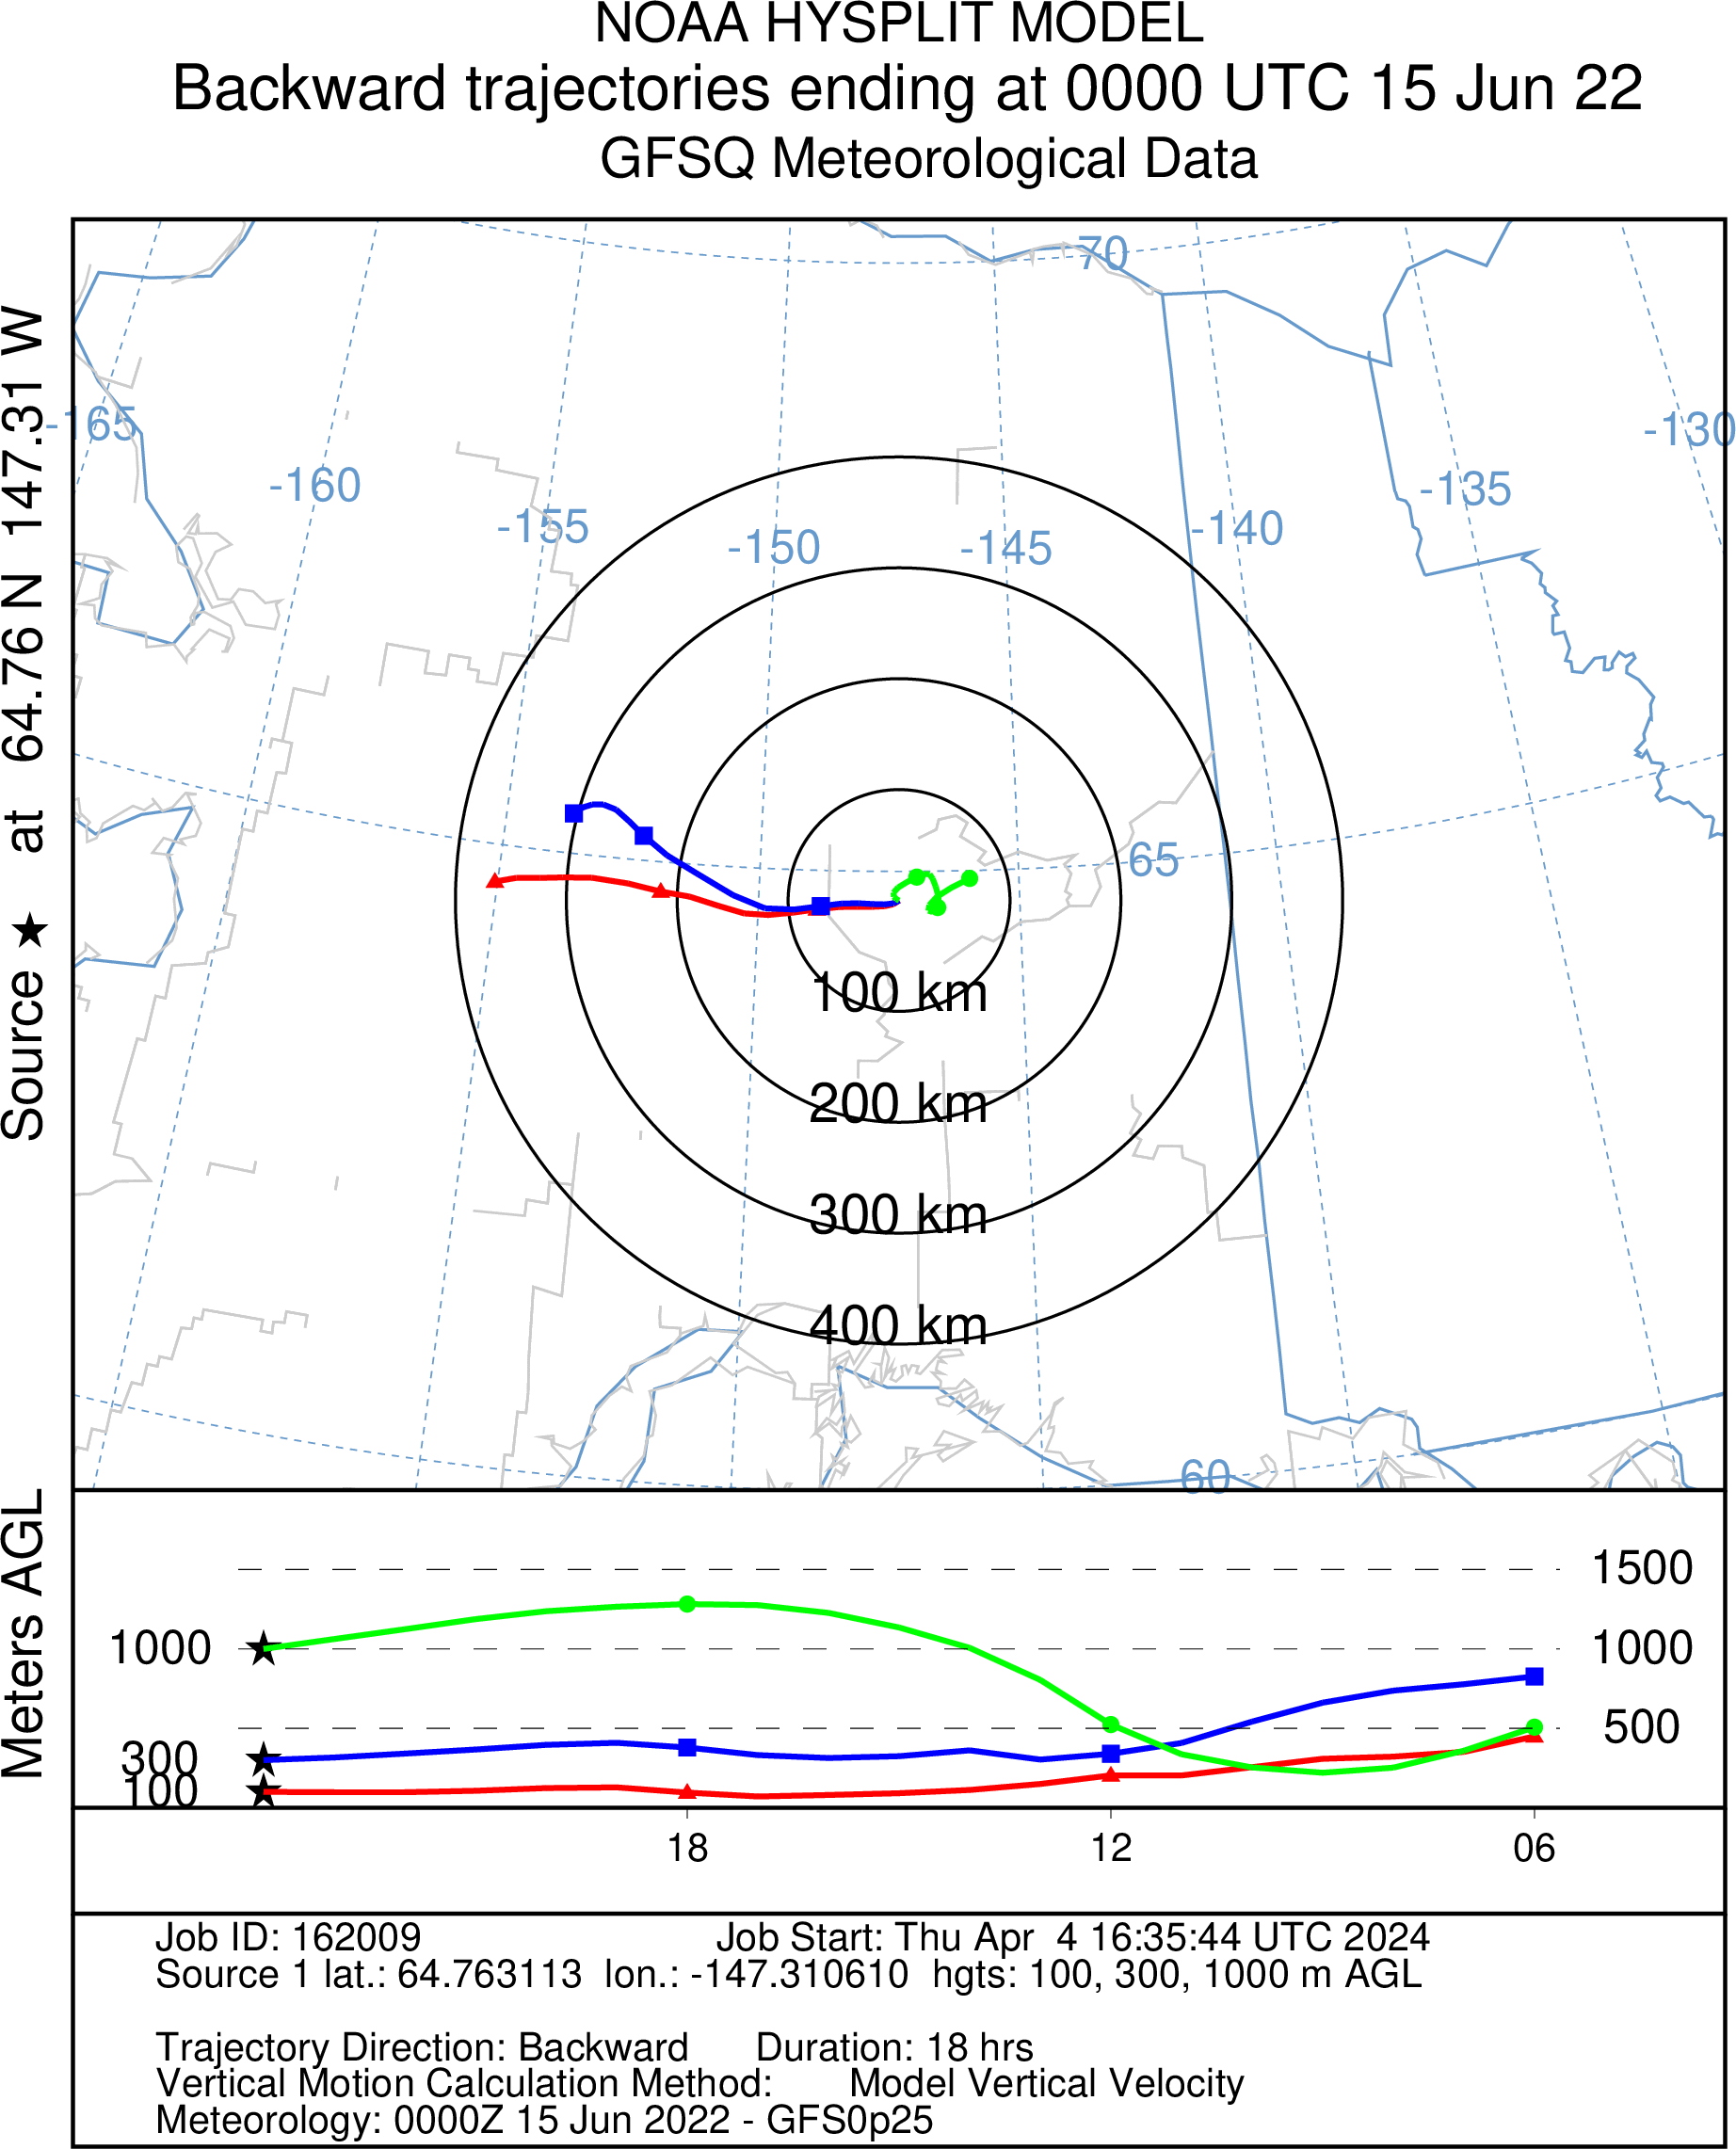 NOAA HYSPLIT MODEL
Backward trajectories ending at 0000 UTC 15 Jun 22
GFSQ Meteorological Data
Source ★ at 64.76 N 147.31 W
70
-165
-160
-155
-150
-145
-140
-135
-130
65
100 km
200 km
300 km
400 km
60
Meters AGL
1500
1000
1000
500
300
100
18
12
06
Job ID: 162009 Job Start: Thu Apr 4 16:35:44 UTC 2024
Source 1 lat.: 64.763113 lon.: -147.310610 hgts: 100, 300, 1000 m AGL
Trajectory Direction: Backward Duration: 18 hrs
Vertical Motion Calculation Method: Model Vertical Velocity
Meteorology: 0000Z 15 Jun 2022 - GFS0p25